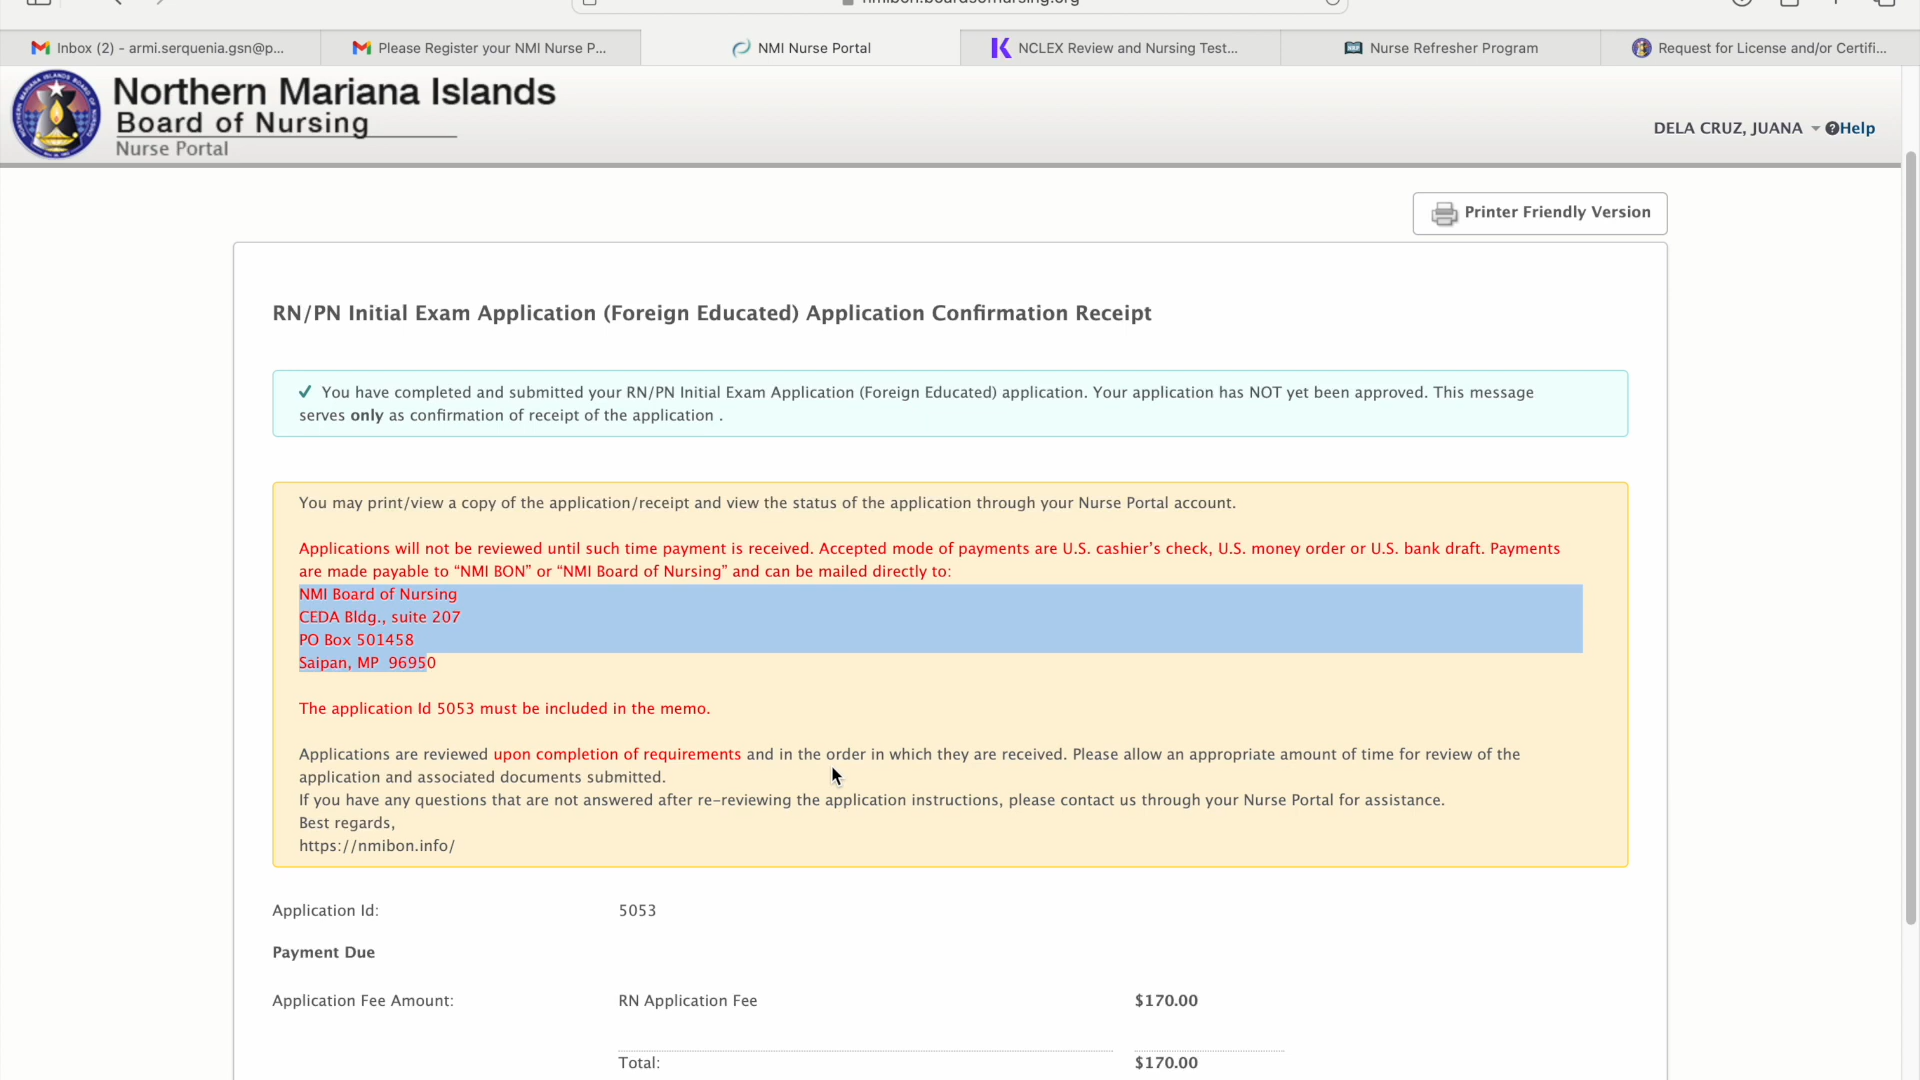 Inbox (2) - armi.serquenia.gsn@p...
Please Register your NMI Nurse P...
NMI Nurse Portal
NCLEX Review and Nursing Test...
Nurse Refresher Program
Request for License and/or Certifi...
Northern Mariana Islands
Board of Nursing
Nurse Portal
DELA CRUZ, JUANA
Help
Printer Friendly Version
RN/PN Initial Exam Application (Foreign Educated) Application Confirmation Receipt
✓ You have completed and submitted your RN/PN Initial Exam Application (Foreign Educated) application. Your application has NOT yet been approved. This message
serves only as confirmation of receipt of the application .
You may print/view a copy of the application/receipt and view the status of the application through your Nurse Portal account.
Applications will not be reviewed until such time payment is received. Accepted mode of payments are U.S. cashier’s check, U.S. money order or U.S. bank draft. Payments
are made payable to “NMI BON” or “NMI Board of Nursing” and can be mailed directly to:
NMI Board of Nursing
CEDA Bldg., suite 207
PO Box 501458
Saipan, MP  96950
The application Id 5053 must be included in the memo.
Applications are reviewed upon completion of requirements and in the order in which they are received. Please allow an appropriate amount of time for review of the
application and associated documents submitted.
If you have any questions that are not answered after re-reviewing the application instructions, please contact us through your Nurse Portal for assistance.
Best regards,
https://nmibon.info/
Application Id: 5053
Payment Due
Application Fee Amount: RN Application Fee $170.00
Total: $170.00